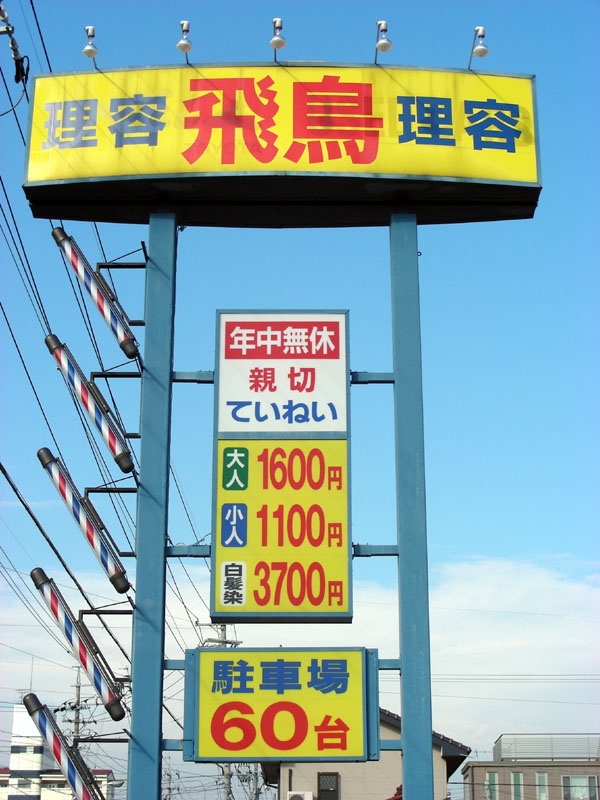 理容 飛鳥 理容
年中無休
親切
ていねい
大人 1600円
小人 1100円
白髪染 3700円
駐車場
60台